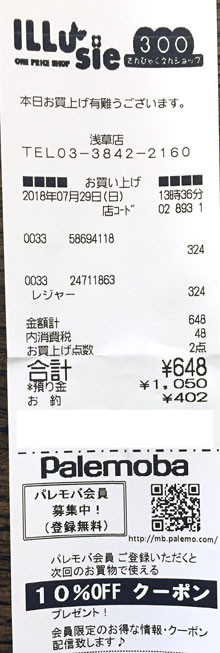 ILLUsie 300
ONE PRICE SHOP さんびゃくえんショップ
本日お買上げ有難うございます。
浅草店
TEL03-3842-2160
■■■■ お買い上げ ■■■■
2018年07月29日(日) 13時36分
店コード 02 893 1
0033 58694118
324
0033 24711863
レジャー 324
金額計 648
内消費税 48
お買上げ点数 2点
合計 ¥648
*預り金 ¥1,050
お 釣 ¥402
Palemoba
パレモバ会員
募集中!
(登録無料)
http://mb.palemo.com/
パレモバ会員 ご登録いただくと
次回のお買物で使える
10%OFF クーポン
プレゼント!
会員限定のお得な情報・クーポン
配信致します♪